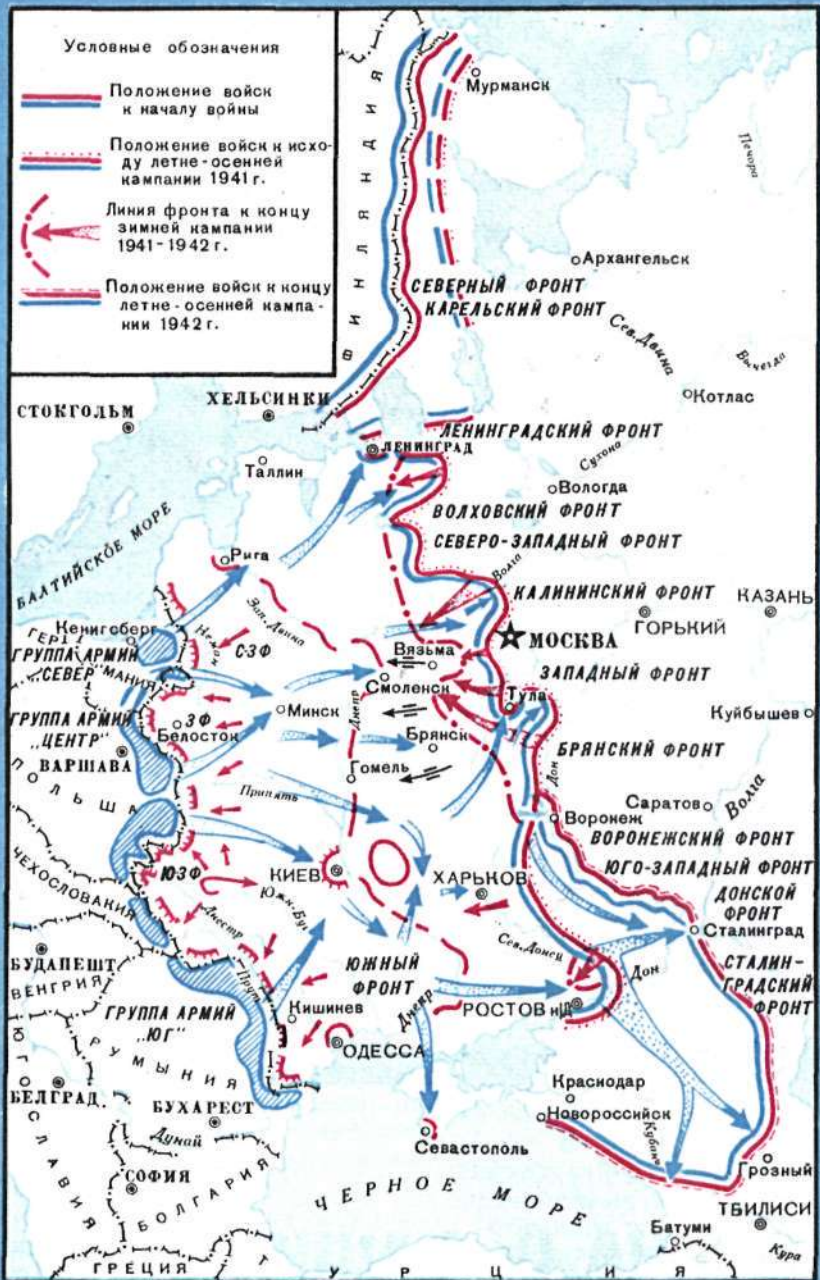 Условные обозначения
Положение войск
к началу войны
Положение войск к исхо-
ду летне-осенней
кампании 1941 г.
Линия фронта к концу
зимней кампании
1941-1942 г.
Положение войск к концу
летне-осенней кампа-
нии 1942 г.
Мурманск
Печора
ФИНЛЯНДИЯ
Архангельск
СЕВЕРНЫЙ ФРОНТ
КАРЕЛЬСКИЙ ФРОНТ
Сев. Двина
Вычегда
Котлас
СТОКГОЛЬМ
ХЕЛЬСИНКИ
ЛЕНИНГРАДСКИЙ ФРОНТ
ЛЕНИНГРАД
Таллин
Сухона
Вологда
ВОЛХОВСКИЙ ФРОНТ
СЕВЕРО-ЗАПАДНЫЙ ФРОНТ
БАЛТИЙСКОЕ МОРЕ
Рига
Зап. Двина
Волга
КАЛИНИНСКИЙ ФРОНТ
КАЗАНЬ
ГОРЬКИЙ
Кенигсберг
Неман
С-ЗФ
Вязьма
МОСКВА
ГЕРМАНИЯ
ГРУППА АРМИЙ
„СЕВЕР"
Смоленск
ЗАПАДНЫЙ ФРОНТ
Тула
ЗФ
Белосток
Минск
Днепр
Куйбышев
ГРУППА АРМИЙ
„ЦЕНТР"
Брянск
БРЯНСКИЙ ФРОНТ
ВАРШАВА
Гомель
Дон
ПОЛЬША
Припять
Саратов
Волга
Воронеж
ВОРОНЕЖСКИЙ ФРОНТ
ЮГО-ЗАПАДНЫЙ ФРОНТ
ЧЕХОСЛОВАКИЯ
ЮЗФ
КИЕВ
ХАРЬКОВ
ДОНСКОЙ
ФРОНТ
Южн. Буг
Днестр
Сталинград
Сев. Донец
БУДАПЕШТ
ВЕНГРИЯ
ЮЖНЫЙ
ФРОНТ
Дон
СТАЛИН-
ГРАДСКИЙ
ФРОНТ
Прут
Днепр
Кишинев
РОСТОВ н/Д
ГРУППА АРМИЙ
„ЮГ"
ОДЕССА
ЮГОСЛАВИЯ
РУМЫНИЯ
Краснодар
БЕЛГРАД.
БУХАРЕСТ
Новороссийск
Кубань
Дунай
Севастополь
Грозный
СОФИЯ
БОЛГАРИЯ
ЧЕРНОЕ МОРЕ
ТБИЛИСИ
Батуми
Кура
ГРЕЦИЯ
ТУРЦИЯ